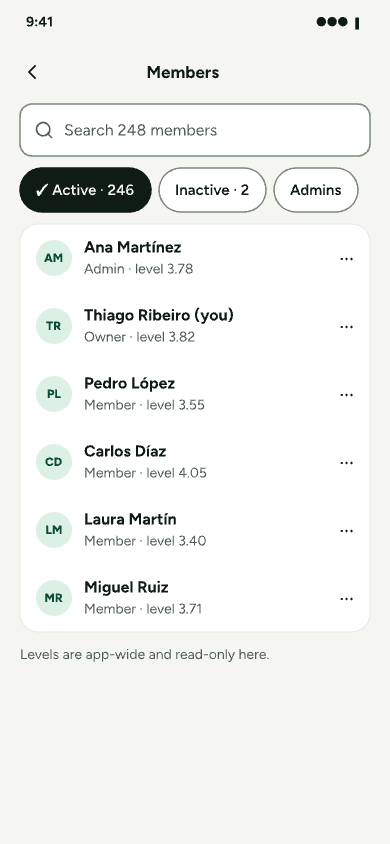 9:41
Members
Search 248 members
✓ Active · 246
Inactive · 2
Admins
AM
Ana Martínez
Admin · level 3.78
TR
Thiago Ribeiro (you)
Owner · level 3.82
PL
Pedro López
Member · level 3.55
CD
Carlos Díaz
Member · level 4.05
LM
Laura Martín
Member · level 3.40
MR
Miguel Ruiz
Member · level 3.71
Levels are app-wide and read-only here.